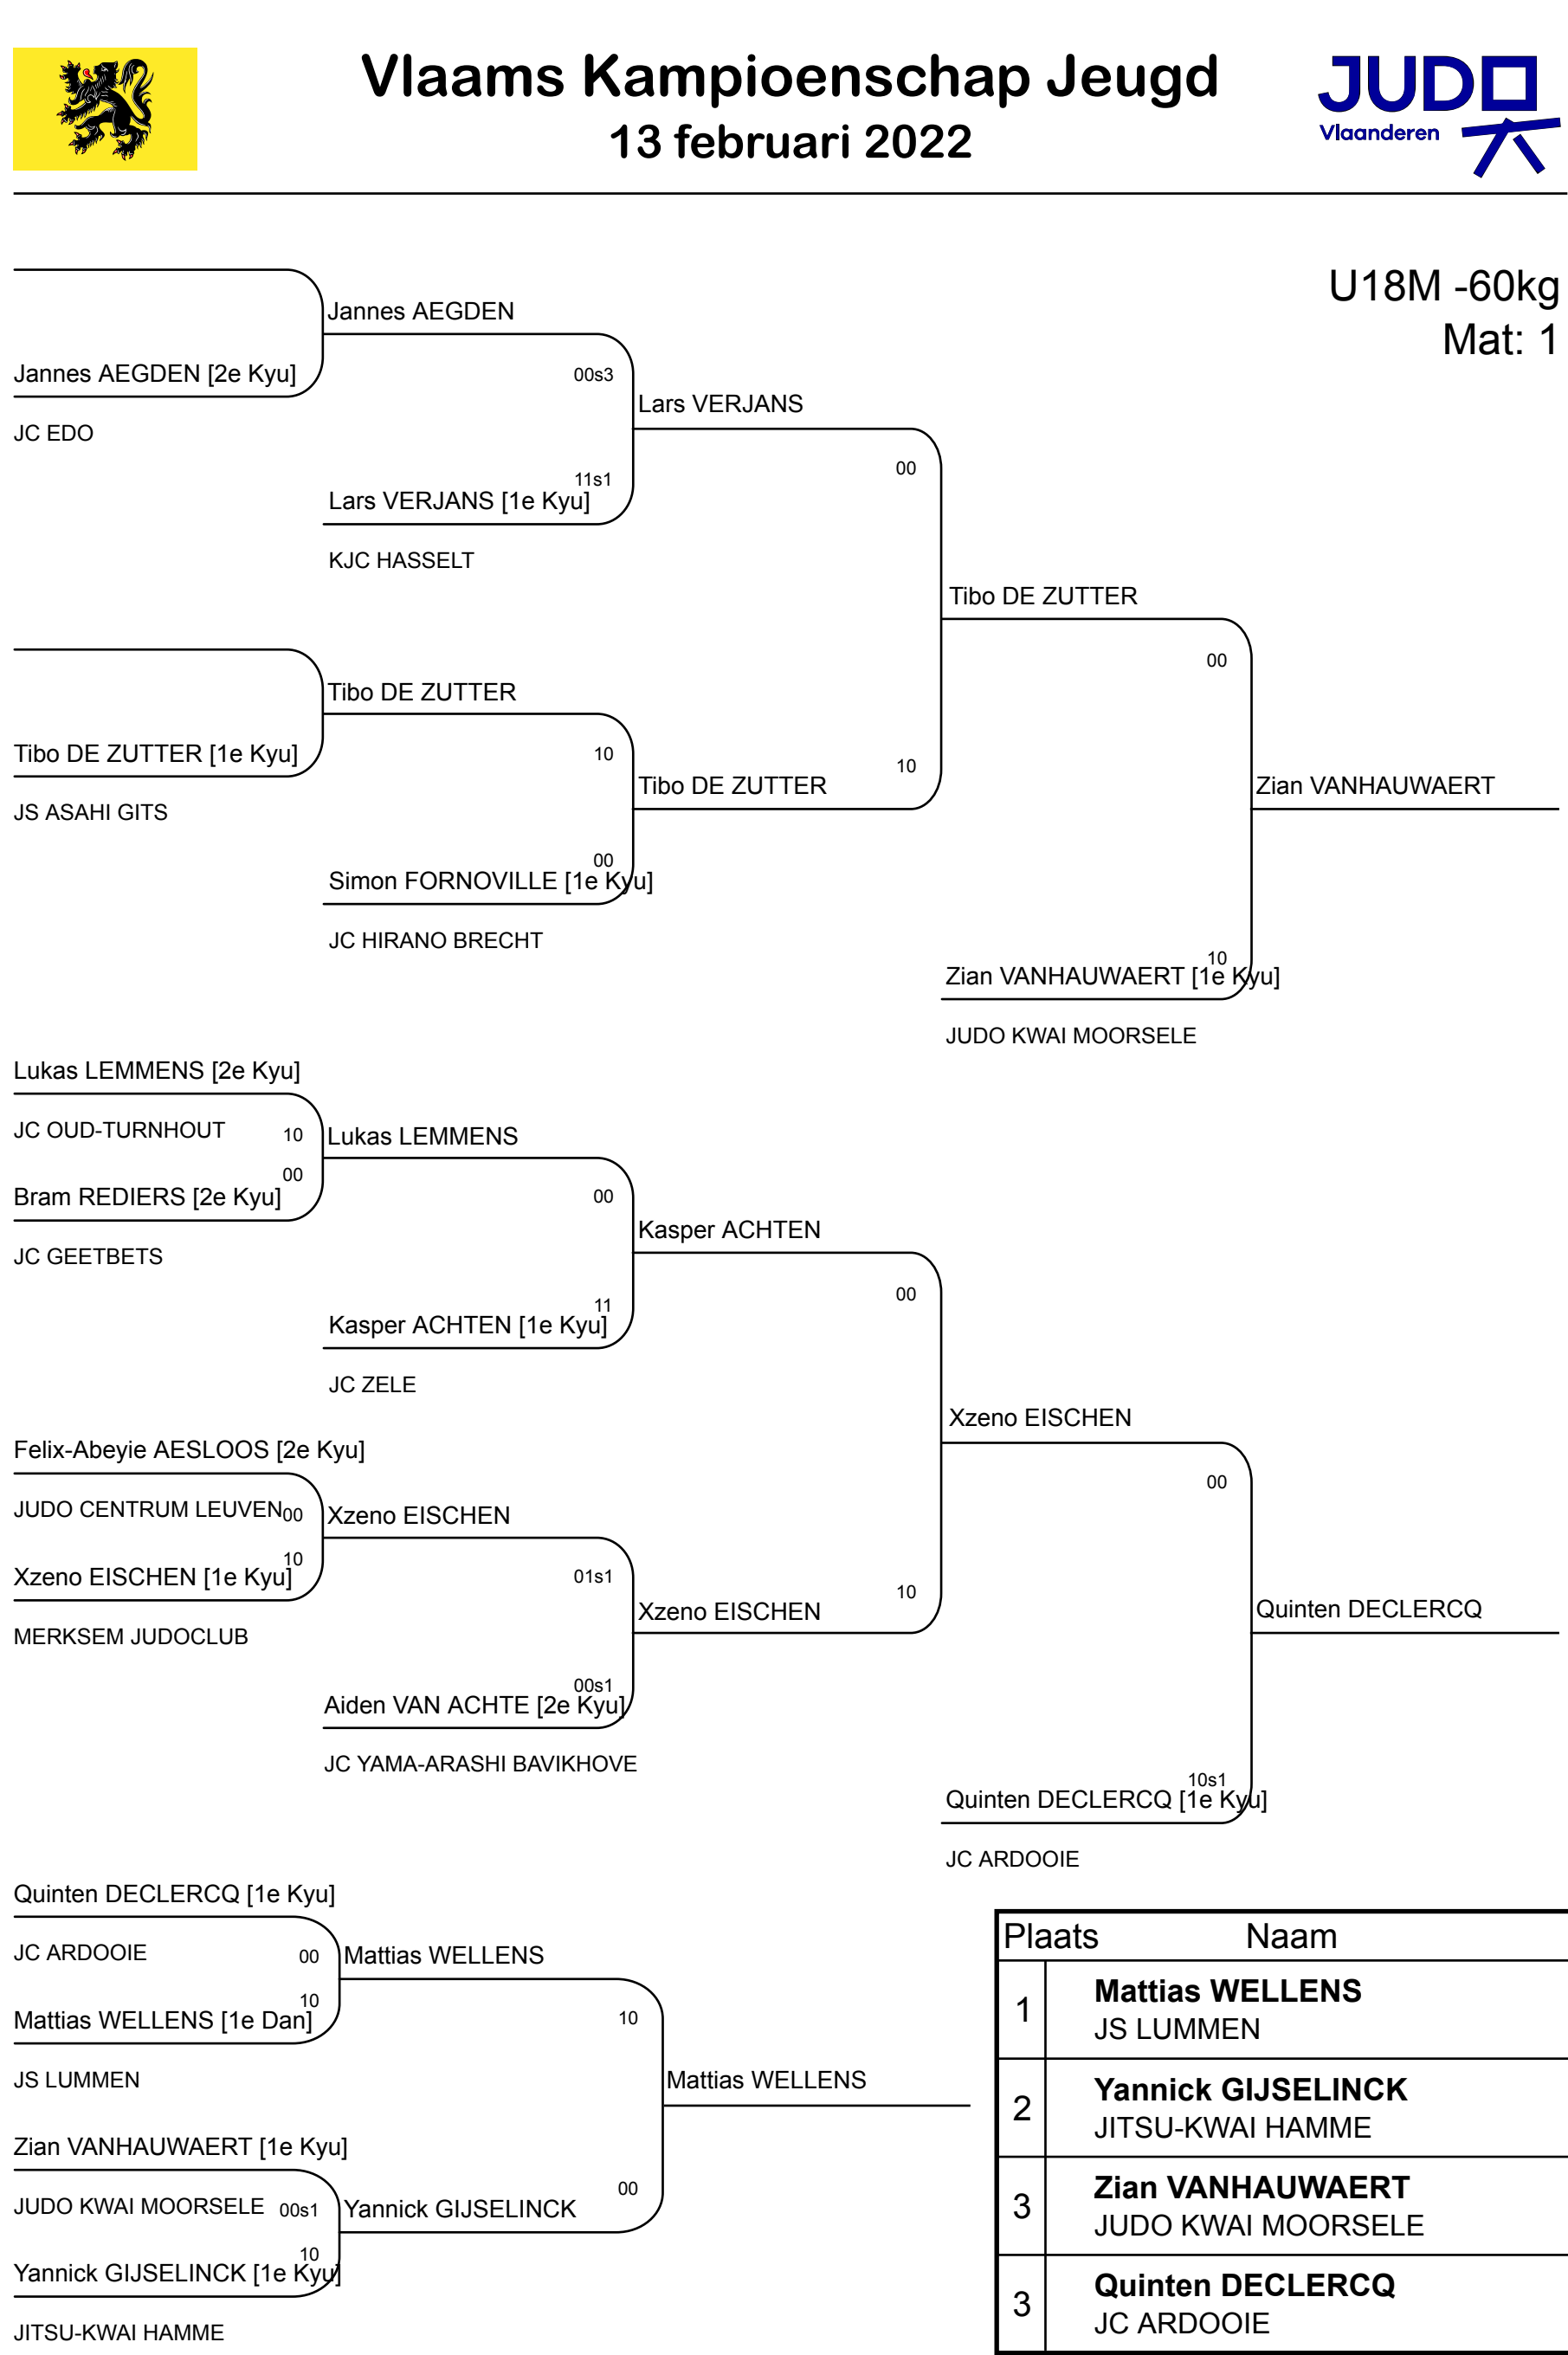 Vlaams Kampioenschap Jeugd
13 februari 2022
JUDO
Vlaanderen
U18M -60kg
Mat: 1
Jannes AEGDEN
Jannes AEGDEN [2e Kyu]
00s3
JC EDO
Lars VERJANS
11s1
Lars VERJANS [1e Kyu]
00
KJC HASSELT
Tibo DE ZUTTER
00
Tibo DE ZUTTER
Tibo DE ZUTTER [1e Kyu]
10
JS ASAHI GITS
Tibo DE ZUTTER
10
Zian VANHAUWAERT
00
Simon FORNOVILLE [1e Kyu]
JC HIRANO BRECHT
10
Zian VANHAUWAERT [1e Kyu]
JUDO KWAI MOORSELE
Lukas LEMMENS [2e Kyu]
JC OUD-TURNHOUT
10
Lukas LEMMENS
00
Bram REDIERS [2e Kyu]
00
JC GEETBETS
Kasper ACHTEN
11
Kasper ACHTEN [1e Kyu]
00
JC ZELE
Xzeno EISCHEN
Felix-Abeyie AESLOOS [2e Kyu]
00
JUDO CENTRUM LEUVEN
00
Xzeno EISCHEN
10
Xzeno EISCHEN [1e Kyu]
01s1
MERKSEM JUDOCLUB
Xzeno EISCHEN
10
Quinten DECLERCQ
00s1
Aiden VAN ACHTE [2e Kyu]
JC YAMA-ARASHI BAVIKHOVE
10s1
Quinten DECLERCQ [1e Kyu]
JC ARDOOIE
Quinten DECLERCQ [1e Kyu]
JC ARDOOIE
00
Mattias WELLENS
10
Mattias WELLENS [1e Dan]
10
JS LUMMEN
Mattias WELLENS
Zian VANHAUWAERT [1e Kyu]
JUDO KWAI MOORSELE
00s1
Yannick GIJSELINCK
00
10
Yannick GIJSELINCK [1e Kyu]
JITSU-KWAI HAMME
Plaats Naam
1 Mattias WELLENS
JS LUMMEN
2 Yannick GIJSELINCK
JITSU-KWAI HAMME
3 Zian VANHAUWAERT
JUDO KWAI MOORSELE
3 Quinten DECLERCQ
JC ARDOOIE